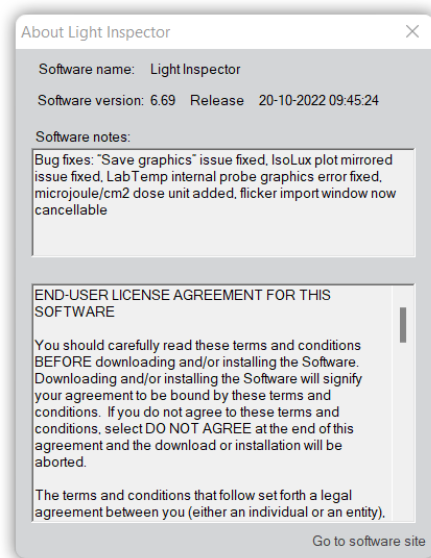 About Light Inspector
Software name: Light Inspector
Software version: 6.69 Release 20-10-2022 09:45:24
Software notes:
Bug fixes: "Save graphics" issue fixed, IsoLux plot mirrored
issue fixed, LabTemp internal probe graphics error fixed,
microjoule/cm2 dose unit added, flicker import window now
cancellable
END-USER LICENSE AGREEMENT FOR THIS
SOFTWARE
You should carefully read these terms and conditions
BEFORE downloading and/or installing the Software.
Downloading and/or installing the Software will signify
your agreement to be bound by these terms and
conditions. If you do not agree to these terms and
conditions, select DO NOT AGREE at the end of this
agreement and the download or installation will be
aborted.
The terms and conditions that follow set forth a legal
agreement between you (either an individual or an entity),
Go to software site